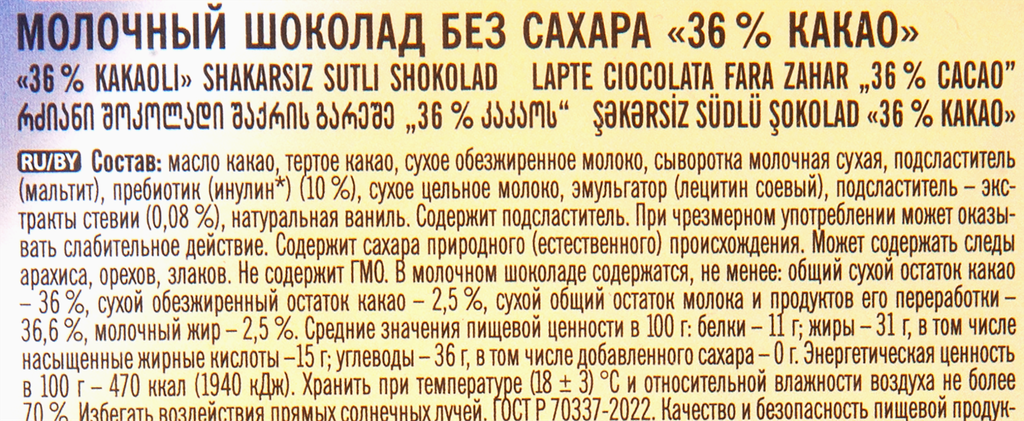 МОЛОЧНЫЙ ШОКОЛАД БЕЗ САХАРА «36 % КАКАО»
«36 % KAKAOLI» SHAKARSIZ SUTLI SHOKOLAD LAPTE CIOCOLATA FARA ZAHAR „36 % CACAO”
რძიანი შოკოლადი შაქრის გარეშე „36 % კაკაოს“ ŞƏKƏRSİZ SÜDLÜ ŞOKOLAD «36 % KAKAO»
RU/BY Состав: масло какао, тертое какао, сухое обезжиренное молоко, сыворотка молочная сухая, подсластитель
(мальтит), пребиотик (инулин*) (10 %), сухое цельное молоко, эмульгатор (лецитин соевый), подсластитель – экс-
тракты стевии (0,08 %), натуральная ваниль. Содержит подсластитель. При чрезмерном употреблении может оказы-
вать слабительное действие. Содержит сахара природного (естественного) происхождения. Может содержать следы
арахиса, орехов, злаков. Не содержит ГМО. В молочном шоколаде содержатся, не менее: общий сухой остаток какао
– 36 %, сухой обезжиренный остаток какао – 2,5 %, сухой общий остаток молока и продуктов его переработки –
36,6 %, молочный жир – 2,5 %. Средние значения пищевой ценности в 100 г: белки – 11 г; жиры – 31 г, в том числе
насыщенные жирные кислоты –15 г; углеводы – 36 г, в том числе добавленного сахара – 0 г. Энергетическая ценность
в 100 г – 470 ккал (1940 кДж). Хранить при температуре (18 ± 3) °С и относительной влажности воздуха не более
70 %. Избегать воздействия прямых солнечных лучей. ГОСТ Р 70337-2022. Качество и безопасность пищевой продук-